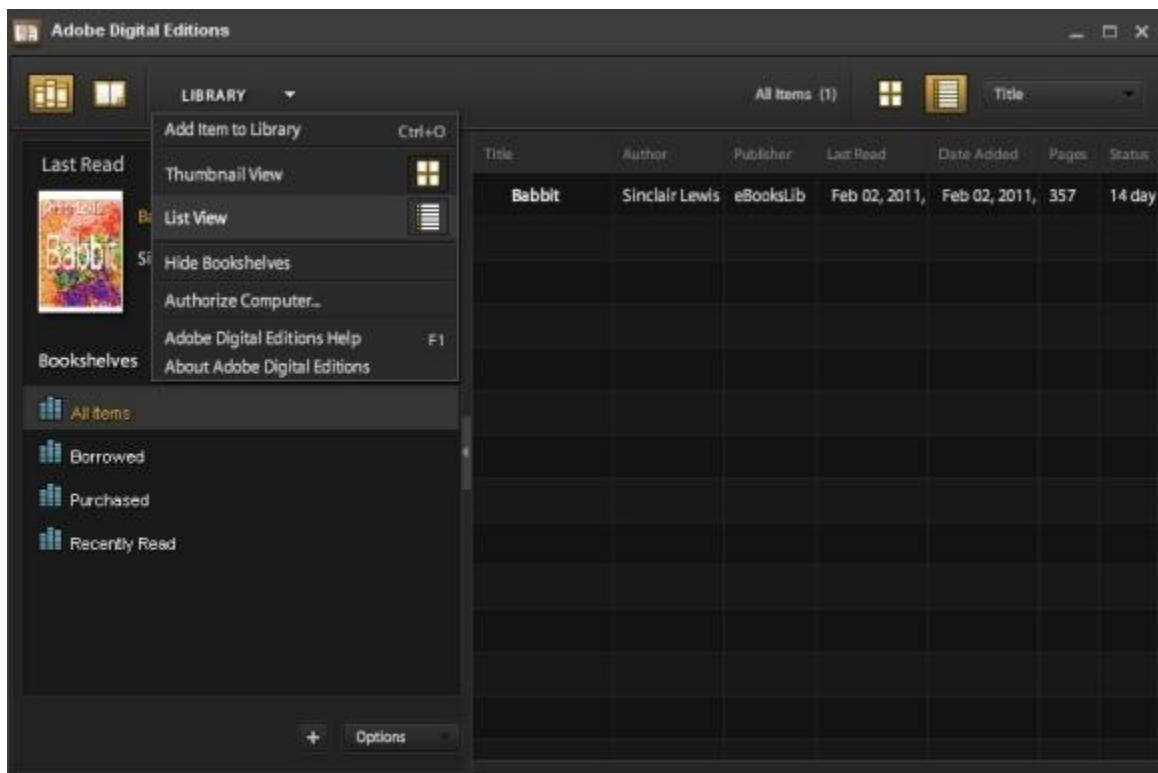 Adobe Digital Editions
LIBRARY
All Items (1)
Title
Add Item to Library Ctrl+O
Thumbnail View
List View
Hide Bookshelves
Authorize Computer...
Adobe Digital Editions Help F1
About Adobe Digital Editions
Last Read
Babbit
Ba
Si
Bookshelves
All Items
Borrowed
Purchased
Recently Read
+ Options
Title Author Publisher Last Read Date Added Pages Status
Babbit Sinclair Lewis eBooksLib Feb 02, 2011, Feb 02, 2011, 357 14 day